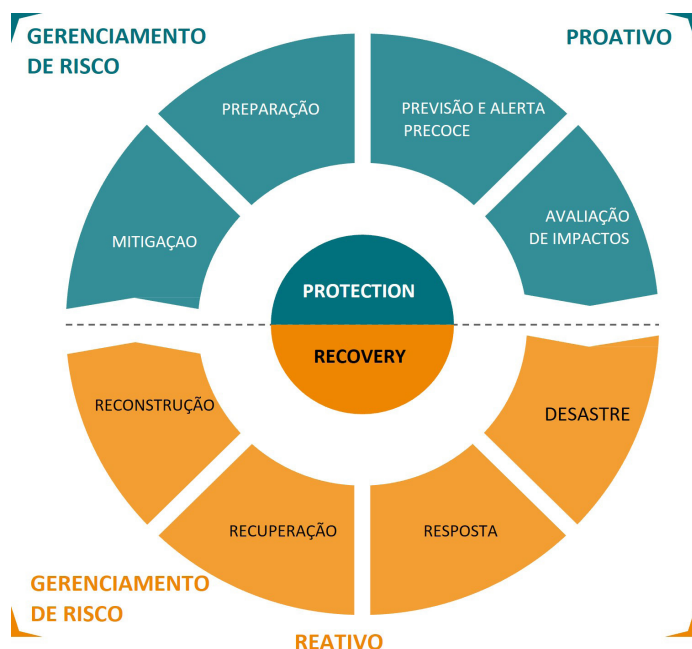 GERENCIAMENTO
DE RISCO
PROATIVO
PREPARAÇÃO
PREVISÃO E ALERTA
PRECOCE
MITIGAÇAO
AVALIAÇÃO
DE IMPACTOS
PROTECTION
RECOVERY
RECONSTRUÇÃO
DESASTRE
RECUPERAÇÃO
RESPOSTA
GERENCIAMENTO
DE RISCO
REATIVO